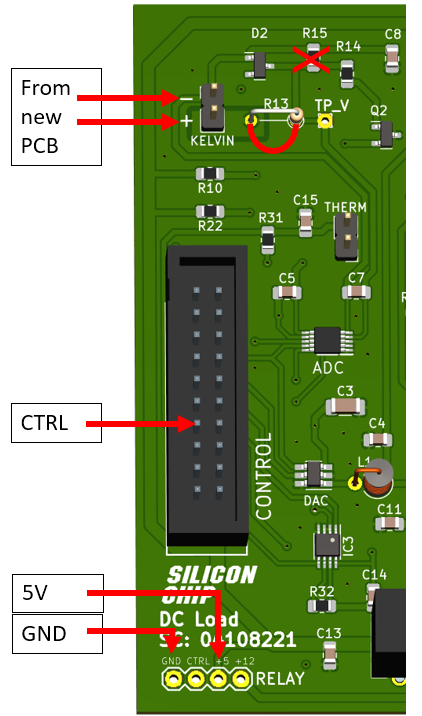 D2
R15
R14
C8
From
new
PCB
−
+
R13
TP_V
Q2
KELVIN
R10
C15
THERM
R22
R31
C5
C7
ADC
C3
CTRL
C4
L1
CONTROL
DAC
C11
IC3
SILICON
CHIP
5V
R32
C14
DC Load
GND
SC: 04108221
C13
GND CTRL +5 +12
RELAY